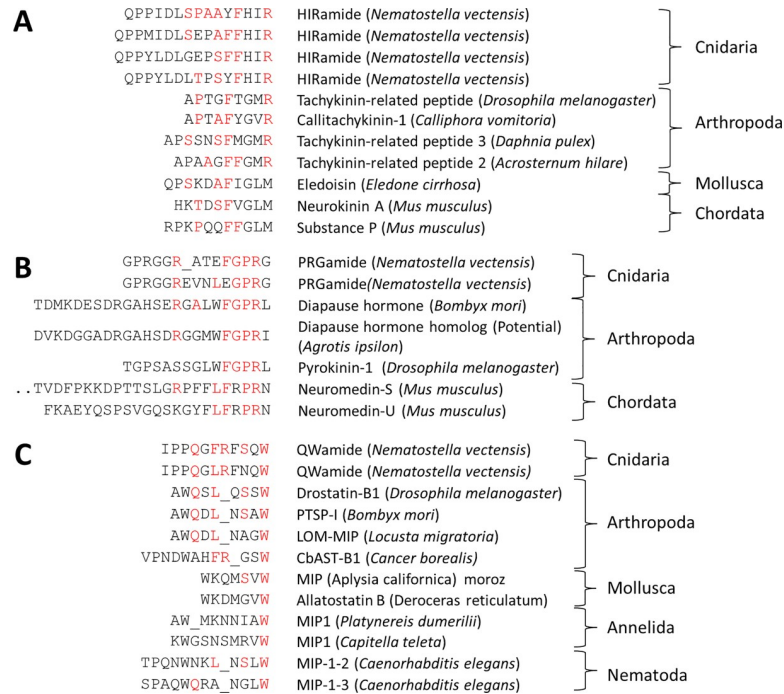 A
QPPIDLSPAAYFHIR HIRamide (Nematostella vectensis)
QPPMIDLSEPAFFHIR HIRamide (Nematostella vectensis)
QPPYLDLGEPSFFHIR HIRamide (Nematostella vectensis)
QPPYLDLTPSYFHIR HIRamide (Nematostella vectensis)
Cnidaria
APTGFTGMR Tachykinin-related peptide (Drosophila melanogaster)
APTAFYGVR Callitachykinin-1 (Calliphora vomitoria)
APSSNSFMGMR Tachykinin-related peptide 3 (Daphnia pulex)
APAAGFFGMR Tachykinin-related peptide 2 (Acrosternum hilare)
Arthropoda
QPSKDAFIGLM Eledoisin (Eledone cirrhosa)
Mollusca
HKTDSFVGLM Neurokinin A (Mus musculus)
RPKPQQFFGLM Substance P (Mus musculus)
Chordata
B
GPRGGR_ATEFGPRG PRGamide (Nematostella vectensis)
GPRGGREVNLEGPRG PRGamide(Nematostella vectensis)
Cnidaria
TDMKDESDRGAHSERGALWFGPRL Diapause hormone (Bombyx mori)
DVKDGGADRGAHSDRGGMWFGPRI Diapause hormone homolog (Potential)
(Agrotis ipsilon)
TGPSASSGLWFGPRL Pyrokinin-1 (Drosophila melanogaster)
Arthropoda
..TVDFPKKDPTTSLGRPFFLFRPRN Neuromedin-S (Mus musculus)
FKAEYQSPSVGQSKGYFLFRPRN Neuromedin-U (Mus musculus)
Chordata
C
IPPQGFRFSQW QWamide (Nematostella vectensis)
IPPQGLRFNQW QWamide (Nematostella vectensis)
Cnidaria
AWQSL_QSSW Drostatin-B1 (Drosophila melanogaster)
AWQDL_NSAW PTSP-I (Bombyx mori)
AWQDL_NAGW LOM-MIP (Locusta migratoria)
VPNDWAHFR_GSW CbAST-B1 (Cancer borealis)
Arthropoda
WKQMSVW MIP (Aplysia californica) moroz
WKDMGVW Allatostatin B (Deroceras reticulatum)
Mollusca
AW_MKNNIAW MIP1 (Platynereis dumerilii)
KWGSNSMRVW MIP1 (Capitella teleta)
Annelida
TPQNWNKL_NSLW MIP-1-2 (Caenorhabditis elegans)
SPAQWQRA_NGLW MIP-1-3 (Caenorhabditis elegans)
Nematoda